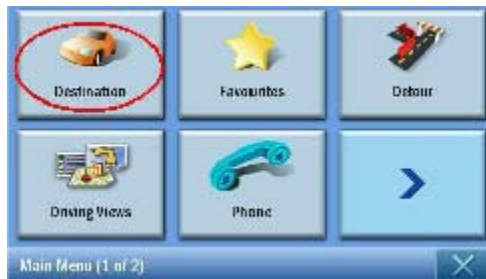 Destination
Favourites
Detour
Driving Views
Phone
Main Menu (1 of 2)